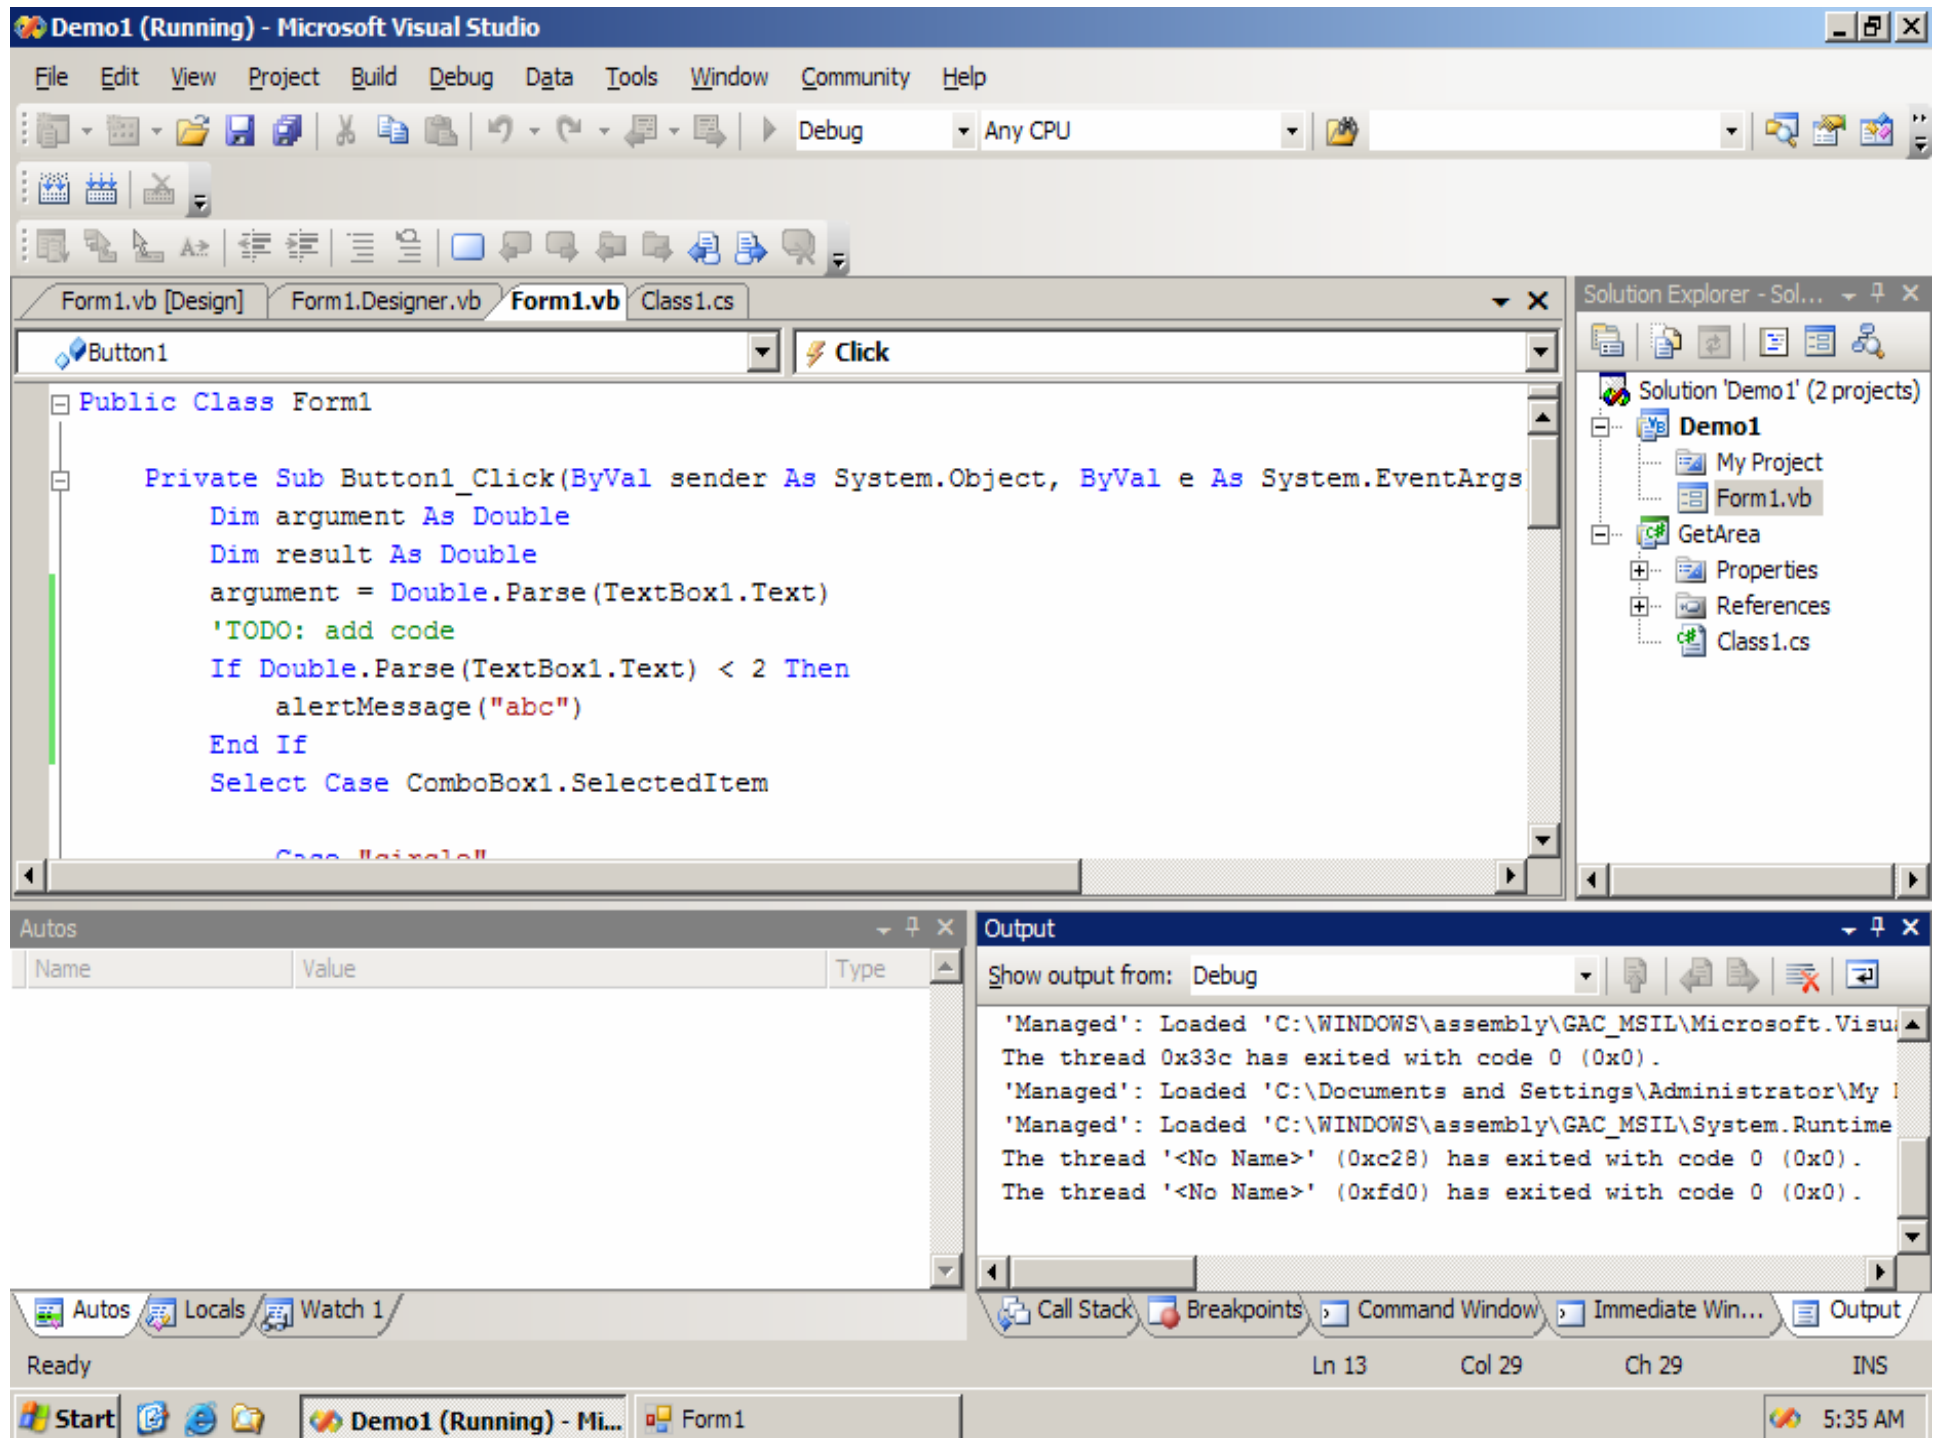 Demo1 (Running) - Microsoft Visual Studio
File Edit View Project Build Debug Data Tools Window Community Help
Debug Any CPU
Form1.vb [Design] Form1.Designer.vb Form1.vb Class1.cs
Button1 Click
Public Class Form1
Private Sub Button1_Click(ByVal sender As System.Object, ByVal e As System.EventArgs
Dim argument As Double
Dim result As Double
argument = Double.Parse(TextBox1.Text)
'TODO: add code
If Double.Parse(TextBox1.Text) < 2 Then
alertMessage("abc")
End If
Select Case ComboBox1.SelectedItem
Case "circle"
Solution Explorer - Sol...
Solution 'Demo1' (2 projects)
Demo1
My Project
Form1.vb
GetArea
Properties
References
Class1.cs
Autos
Name Value Type
Autos Locals Watch 1
Output
Show output from: Debug
'Managed': Loaded 'C:\WINDOWS\assembly\GAC_MSIL\Microsoft.Visu
The thread 0x33c has exited with code 0 (0x0).
'Managed': Loaded 'C:\Documents and Settings\Administrator\My
'Managed': Loaded 'C:\WINDOWS\assembly\GAC_MSIL\System.Runtime
The thread '<No Name>' (0xc28) has exited with code 0 (0x0).
The thread '<No Name>' (0xfd0) has exited with code 0 (0x0).
Call Stack Breakpoints Command Window Immediate Win... Output
Ready Ln 13 Col 29 Ch 29 INS
Start Demo1 (Running) - Mi... Form1 5:35 AM